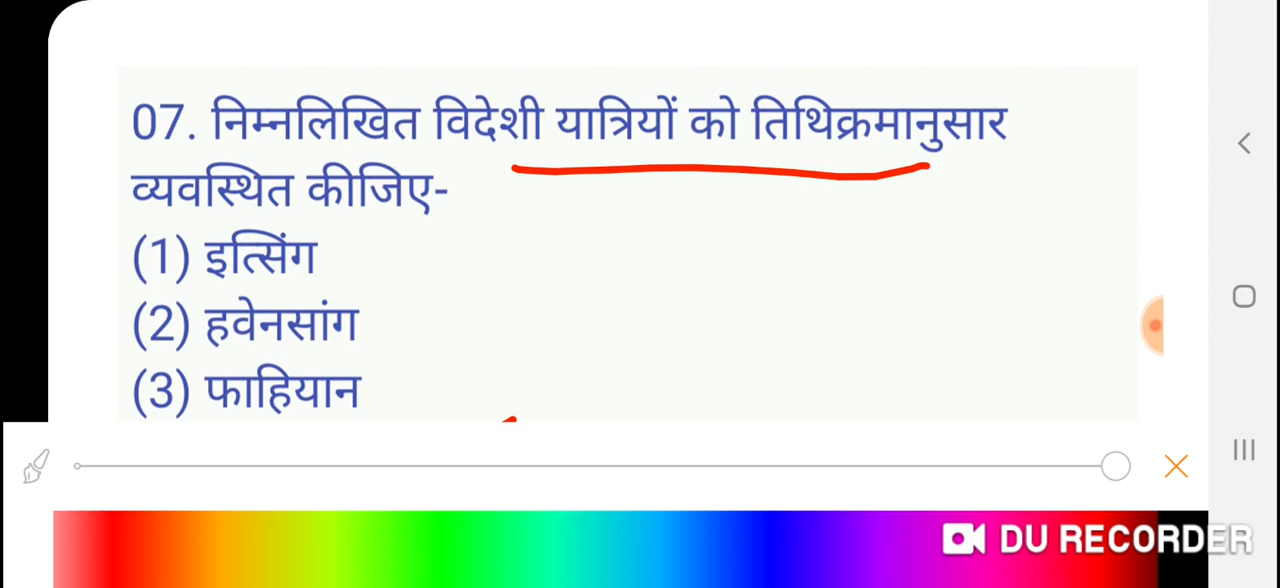 07. निम्नलिखित विदेशी यात्रियों को तिथिक्रमानुसार
व्यवस्थित कीजिए-
(1) इत्सिंग
(2) हवेनसांग
(3) फाहियान
DU RECORDER